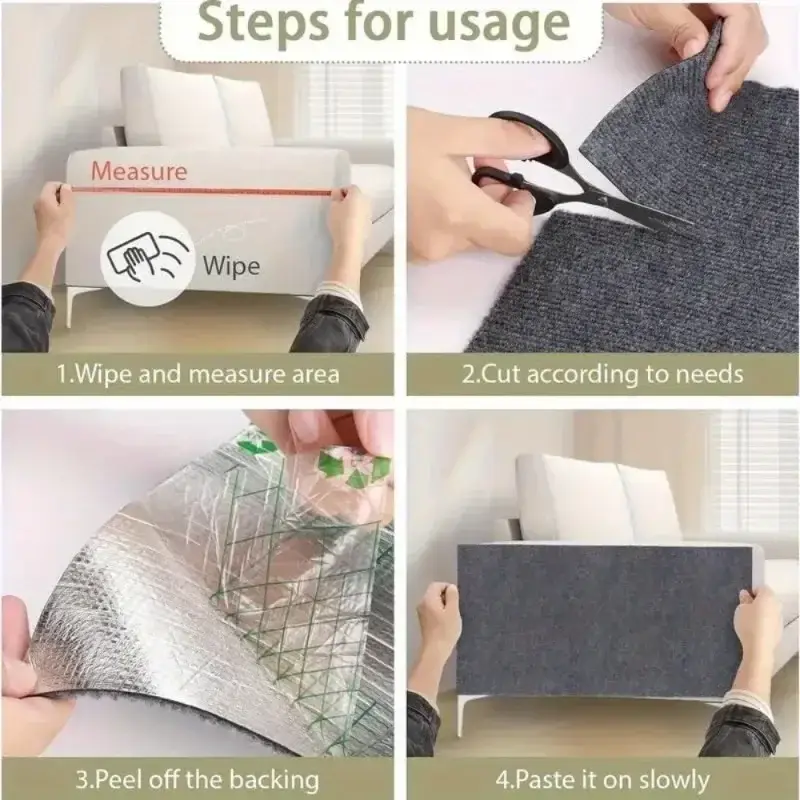 Steps for usage
Measure
Wipe
1.Wipe and measure area
2.Cut according to needs
3.Peel off the backing
4.Paste it on slowly